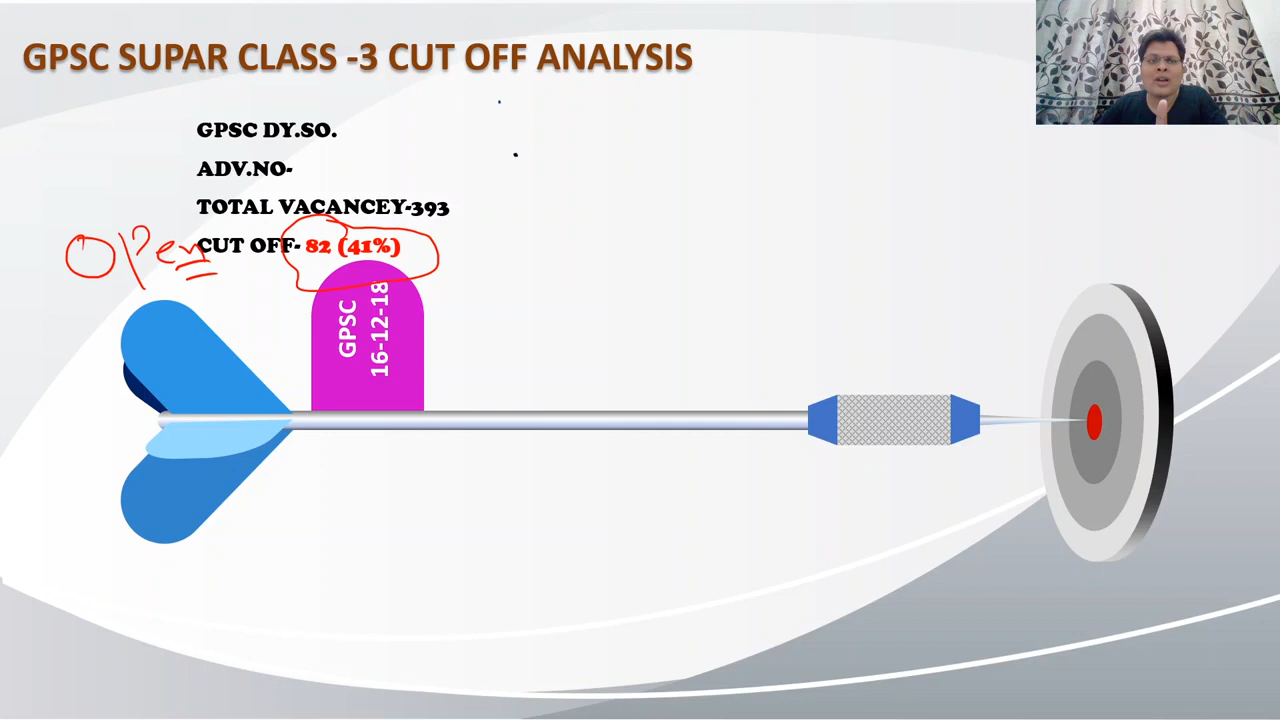 GPSC SUPAR CLASS -3 CUT OFF ANALYSIS
GPSC DY.SO.
ADV.NO-
TOTAL VACANCEY-393
CUT OFF- 82 (41%)
OPen
GPSC
16-12-18